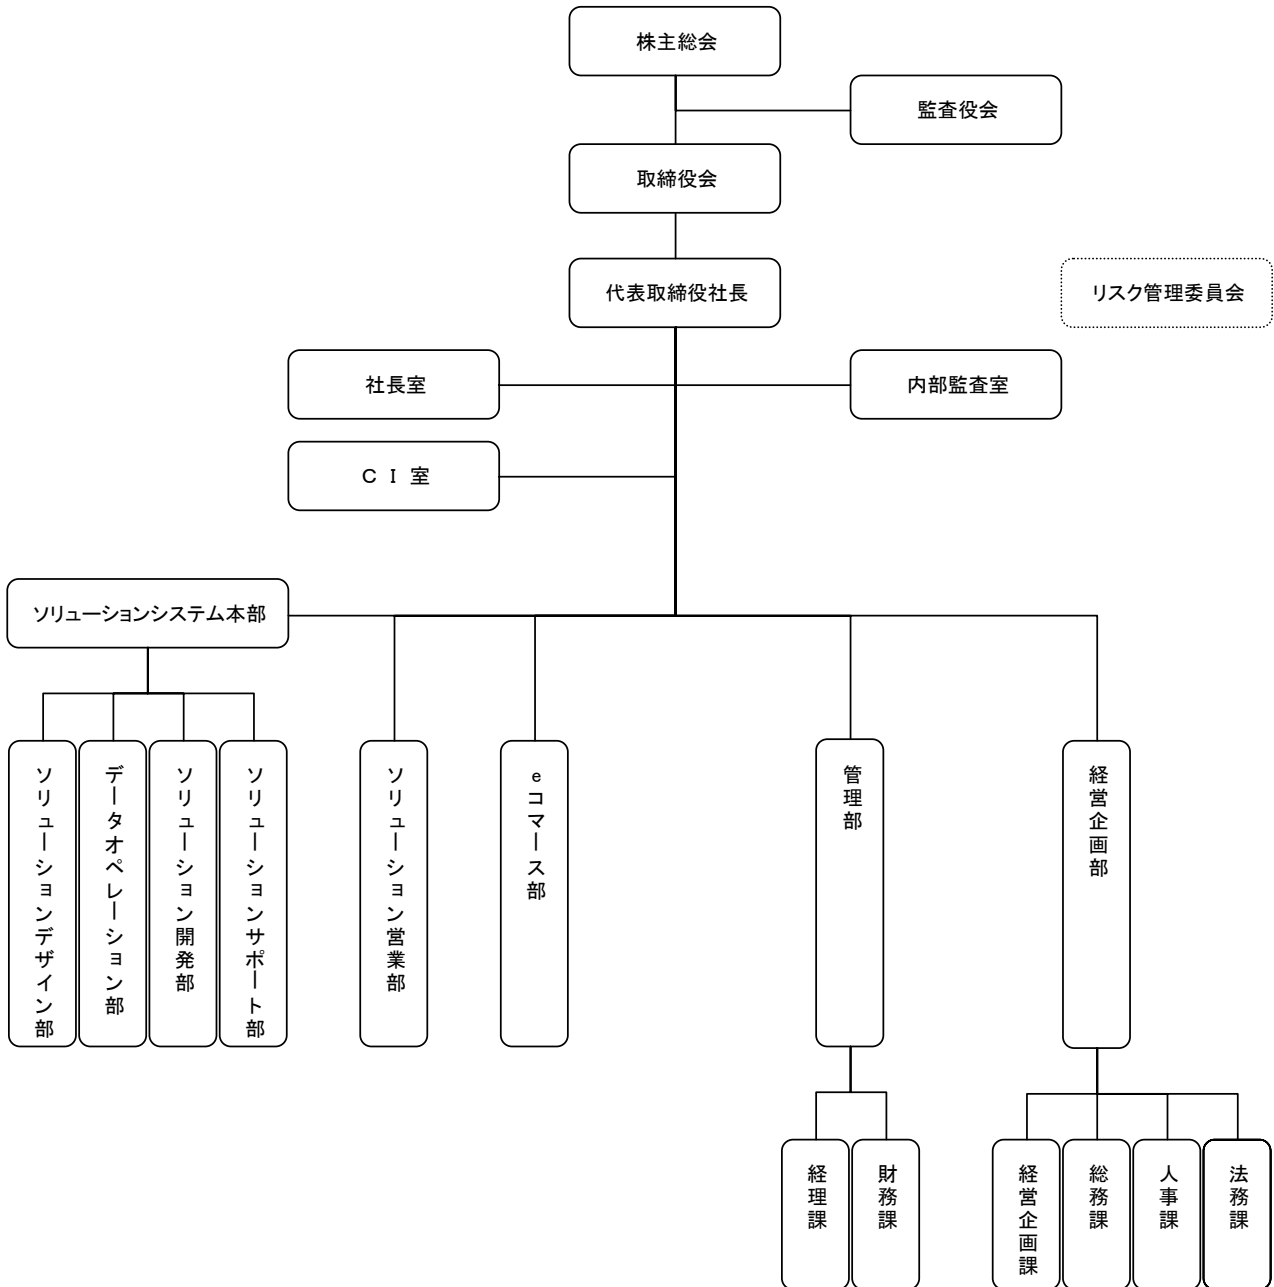 株主総会
監査役会
取締役会
代表取締役社長
リスク管理委員会
社長室
内部監査室
ＣＩ室
ソリューションシステム本部
ソリューションデザイン部
データオペレーション部
ソリューション開発部
ソリューションサポート部
ソリューション営業部
eコマース部
管理部
経営企画部
経理課
財務課
経営企画課
総務課
人事課
法務課